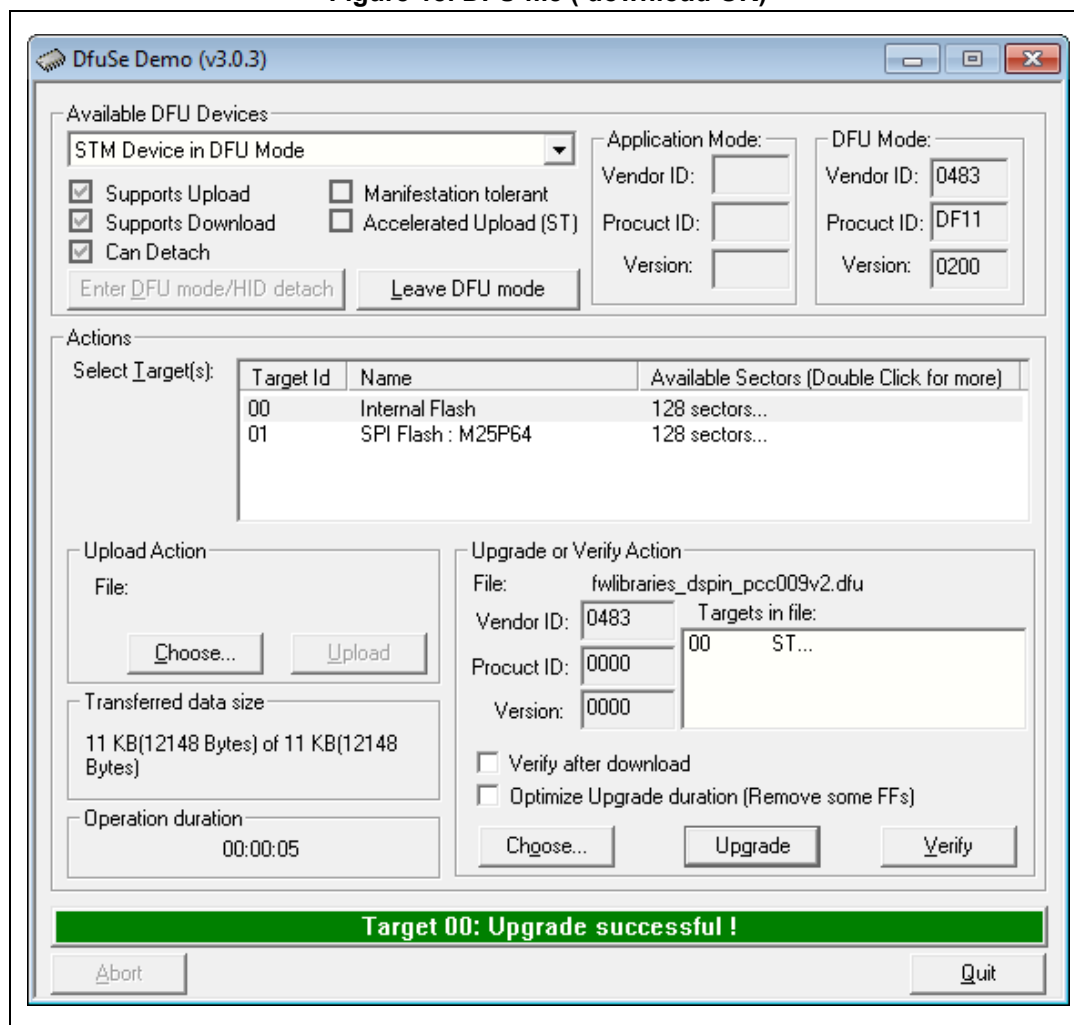 DfuSe Demo (v3.0.3)
Available DFU Devices
STM Device in DFU Mode
Supports Upload
Manifestation tolerant
Supports Download
Accelerated Upload (ST)
Can Detach
Enter DFU mode/HID detach
Leave DFU mode
Application Mode:
Vendor ID:
Procuct ID:
Version:
DFU Mode:
Vendor ID: 0483
Procuct ID: DF11
Version: 0200
Actions
Select Target(s):
Target Id Name Available Sectors (Double Click for more)
00 Internal Flash 128 sectors...
01 SPI Flash : M25P64 128 sectors...
Upload Action
File:
Choose... Upload
Transferred data size
11 KB(12148 Bytes) of 11 KB(12148
Bytes)
Operation duration
00:00:05
Upgrade or Verify Action
File: fwlibraries_dspin_pcc009v2.dfu
Vendor ID: 0483
Procuct ID: 0000
Version: 0000
Targets in file:
00 ST...
Verify after download
Optimize Upgrade duration (Remove some FFs)
Choose... Upgrade Verify
Target 00: Upgrade successful !
Abort Quit